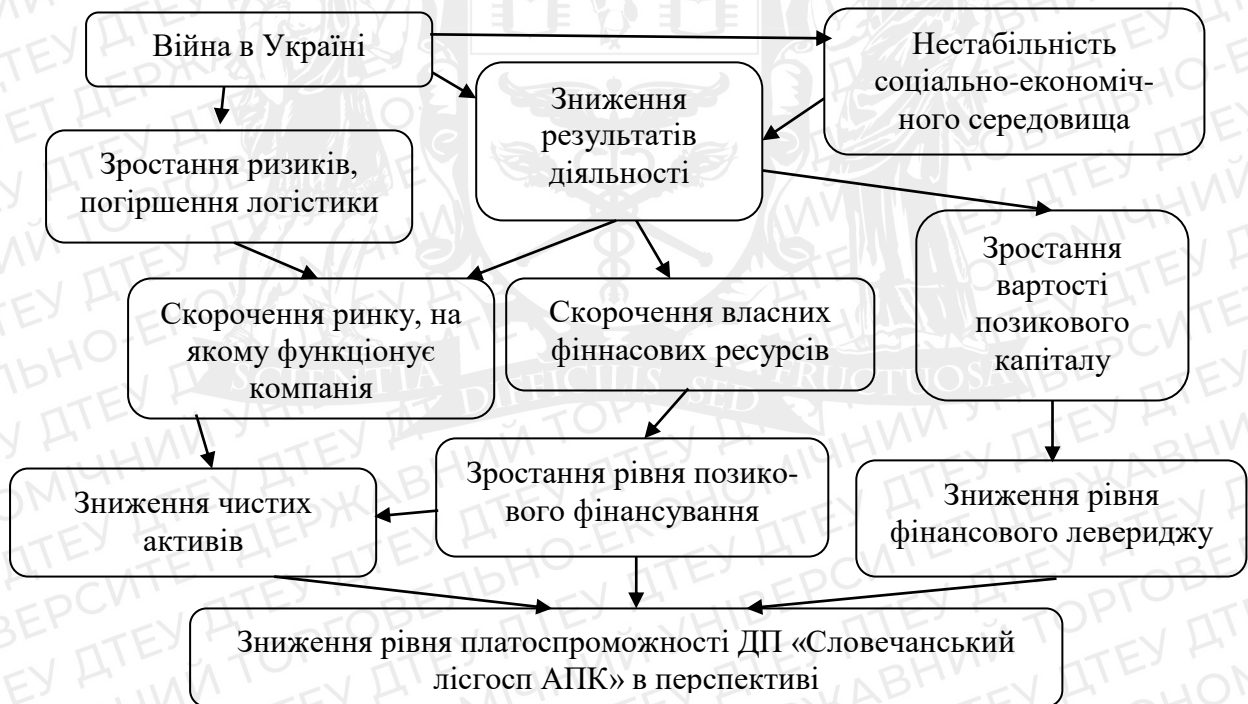 Війна в Україні
Нестабільність
соціально-економіч-
ного середовища
Зниження
результатів
діяльності
Зростання ризиків,
погіршення логістики
Зростання
вартості
позикового
капіталу
Скорочення ринку, на
якому функціонує
компанія
Скорочення власних
фіннасових ресурсів
Зростання рівня позико-
вого фінансування
Зниження чистих
активів
Зниження рівня
фінансового левериджу
Зниження рівня платоспроможності ДП «Словечанський
лісгосп АПК» в перспективі